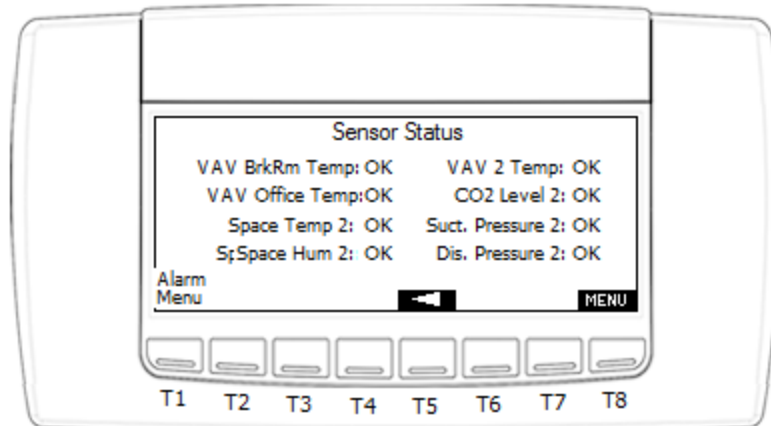 Sensor Status
VAV BrkRm Temp: OK VAV 2 Temp: OK
VAV Office Temp:OK CO2 Level 2: OK
Space Temp 2: OK Suct. Pressure 2: OK
SpSpace Hum 2: OK Dis. Pressure 2: OK
Alarm
Menu MENU
T1 T2 T3 T4 T5 T6 T7 T8